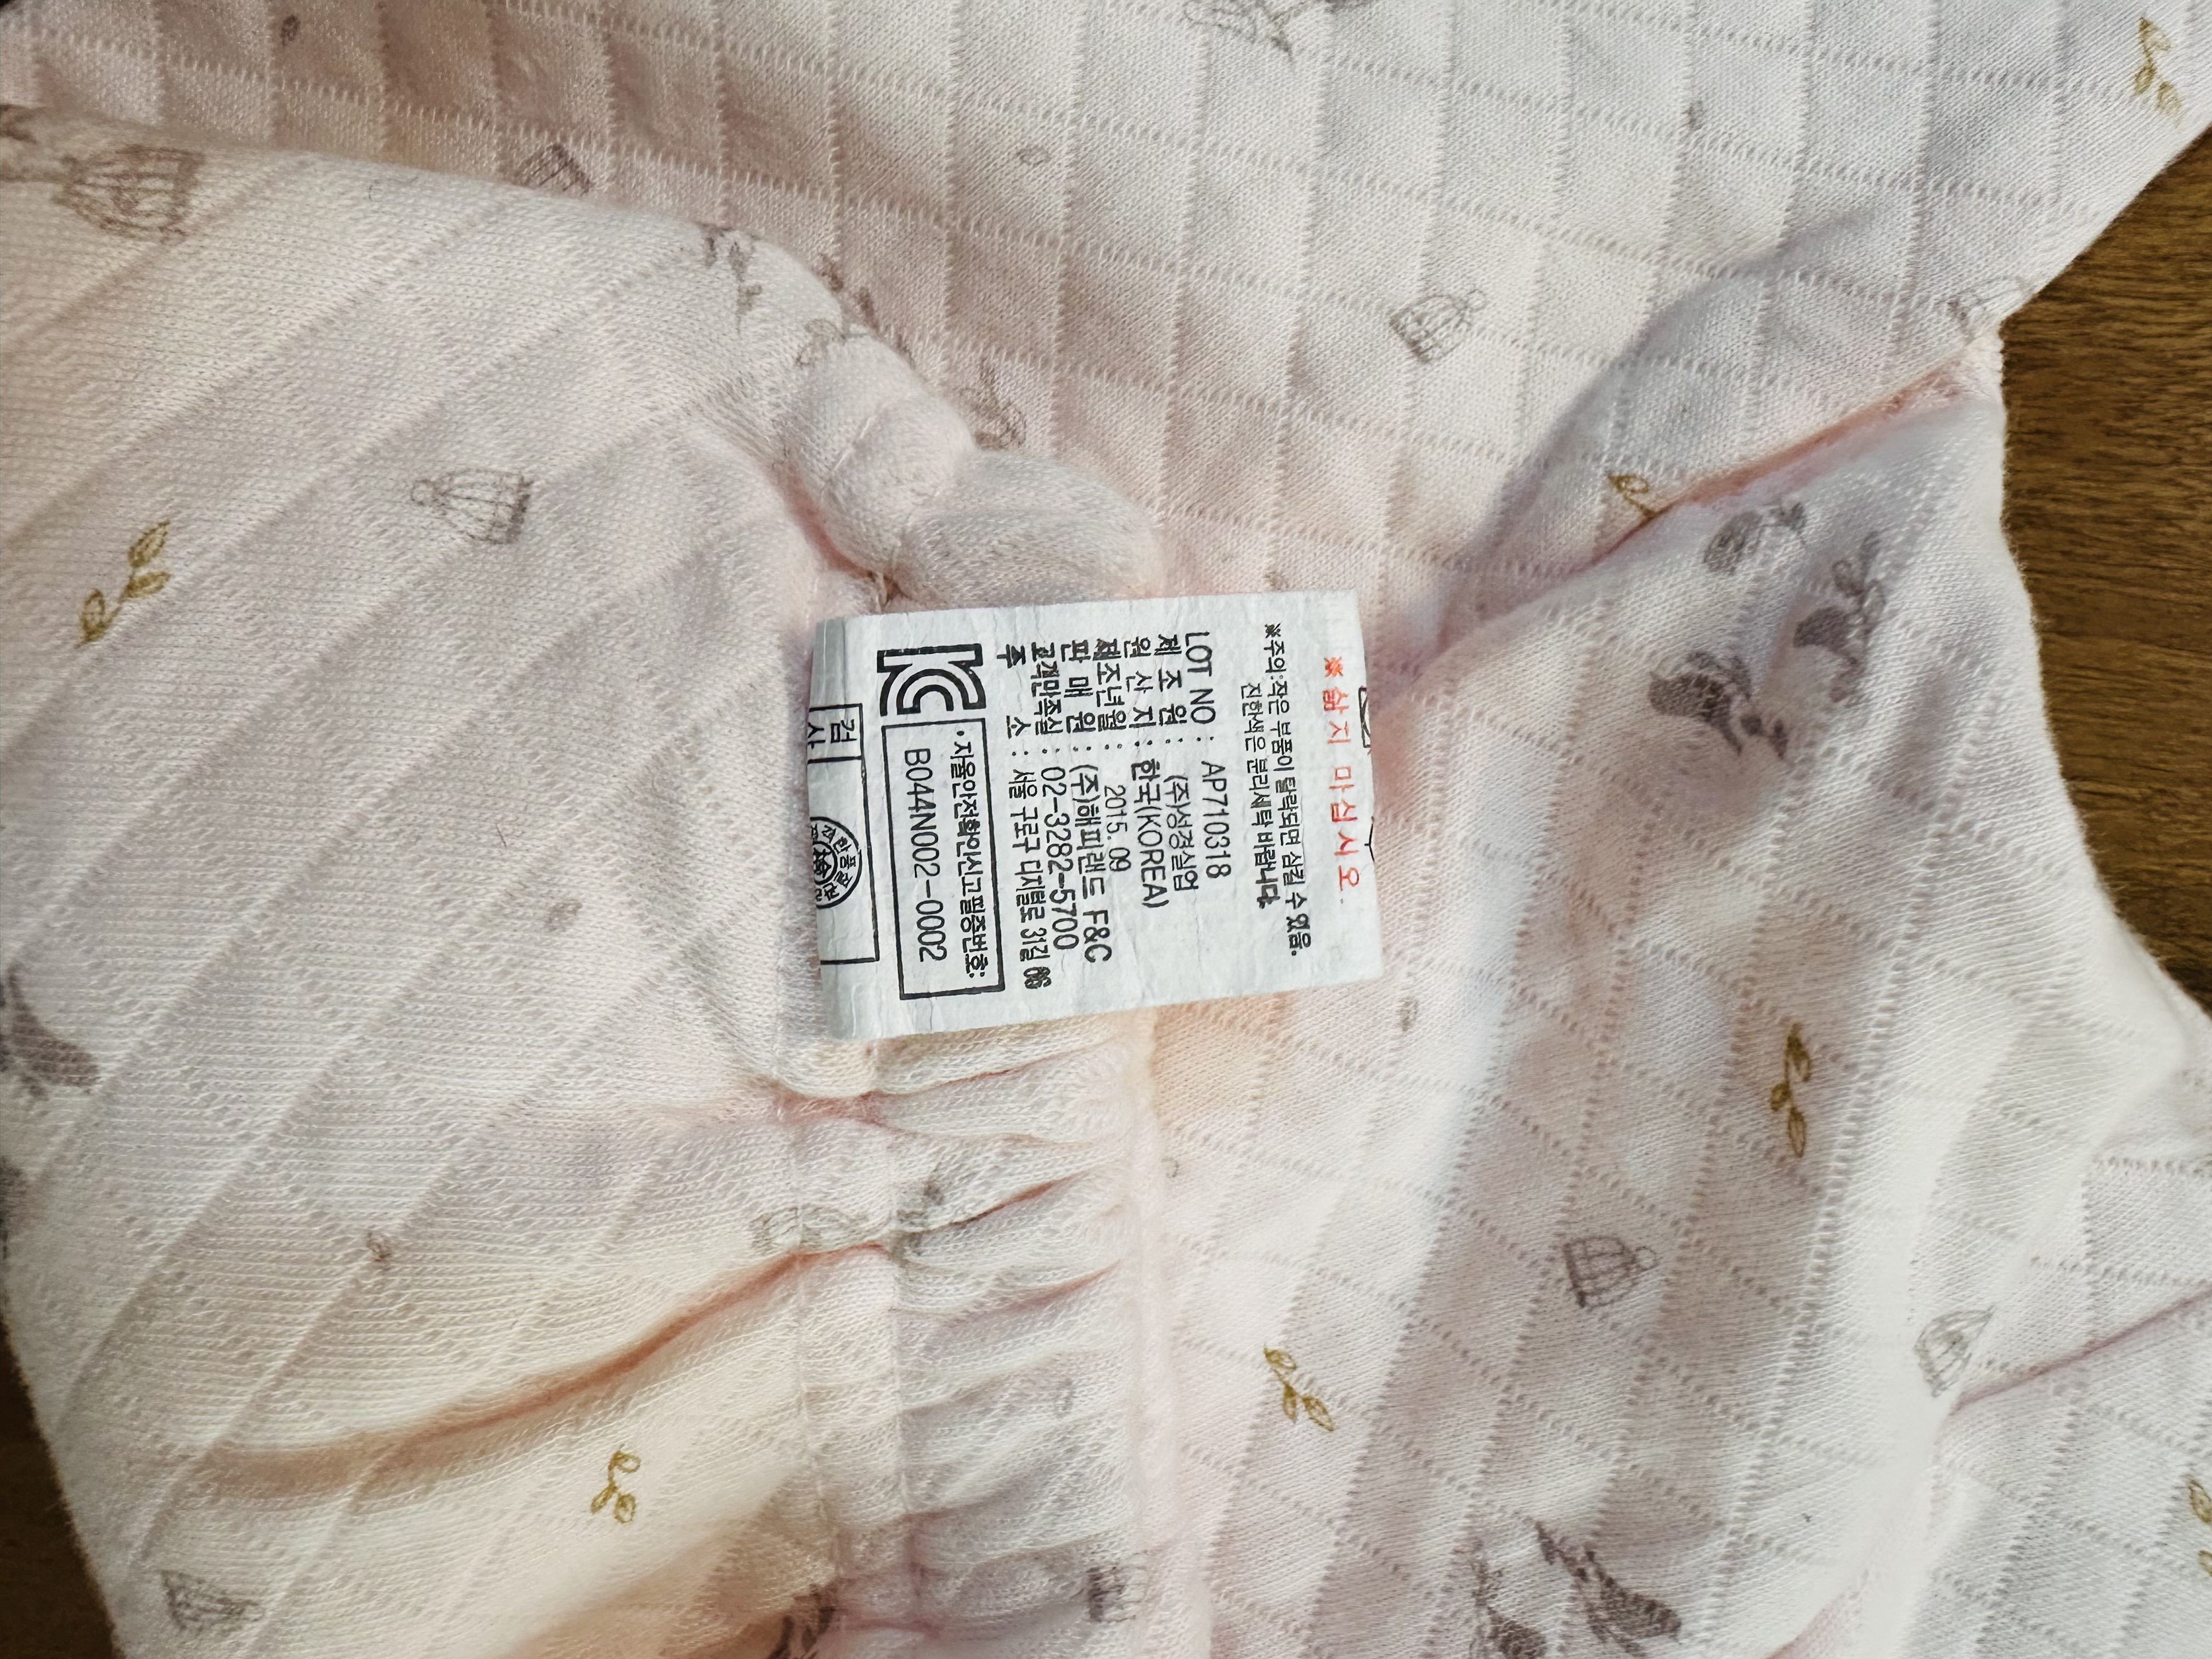 ※ 삶지 마십시오.
※주의:작은 부품이 탈락되면 삼킬 수 있음.
진한색은 분리세탁 바랍니다.
LOT NO : AP710318
제 조 원 : (주)성경실업
원 산 지 : 한국(KOREA)
제조년월 : 2015. 09
판 매 원 : (주)해피랜드 F&C
고객만족실 : 02-3282-5700
주 소 : 서울 구로구 디지털로 31길 66
KC
·자율안전확인신고필증번호:
B044N002-0002
검사